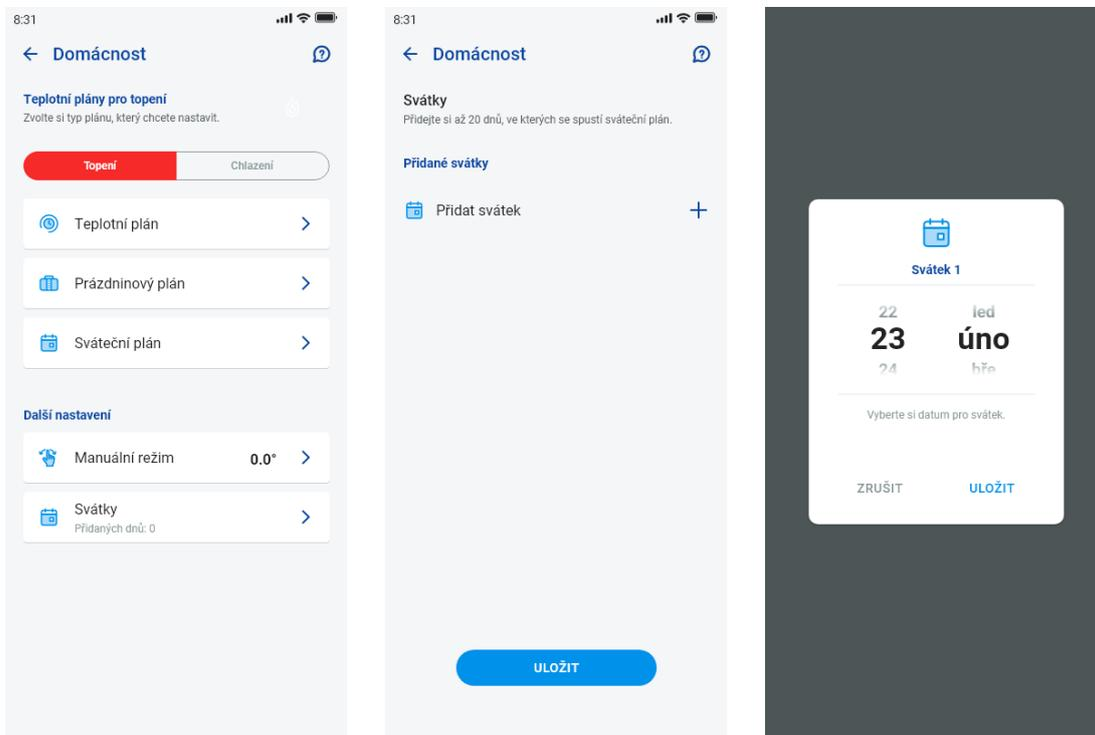 8:31
Domácnost
Teplotní plány pro topení
Zvolte si typ plánu, který chcete nastavit.
Topení
Chlazení
Teplotní plán
Prázdninový plán
Sváteční plán
Další nastavení
Manuální režim
0.0°
Svátky
Přidaných dnů: 0
8:31
Domácnost
Svátky
Přidejte si až 20 dnů, ve kterých se spustí sváteční plán.
Přidané svátky
Přidat svátek
ULOŽIT
Svátek 1
22 led
23 úno
24 bře
Vyberte si datum pro svátek.
ZRUŠIT
ULOŽIT